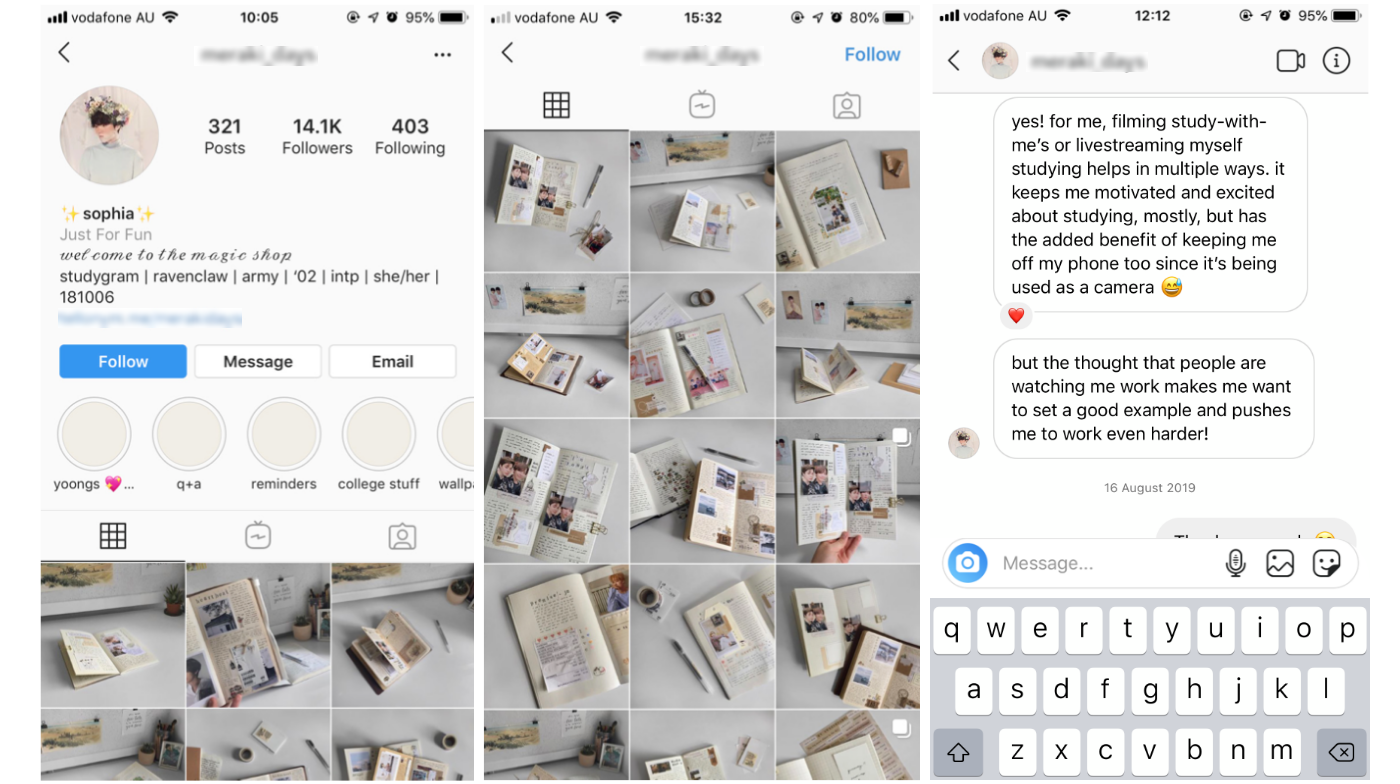 vodafone AU 10:05 95%
321 14.1K 403
Posts Followers Following
✨ sophia ✨
Just For Fun
𝓌𝑒𝓁𝒸𝑜𝓂𝑒 𝓉𝑜 𝓉𝒽𝑒 𝓂𝒶𝑔𝒾𝒸 𝓈𝒽𝑜𝓅
studygram | ravenclaw | army | ‘02 | intp | she/her |
181006
Follow Message Email
yoongs 💖... q+a reminders college stuff wallpa
vodafone AU 15:32 80%
Follow
vodafone AU 12:12 95%
yes! for me, filming study-with-
me’s or livestreaming myself
studying helps in multiple ways. it
keeps me motivated and excited
about studying, mostly, but has
the added benefit of keeping me
off my phone too since it’s being
used as a camera 😅
❤️
but the thought that people are
watching me work makes me want
to set a good example and pushes
me to work even harder!
16 August 2019
Message...
q w e r t y u i o p
a s d f g h j k l
z x c v b n m